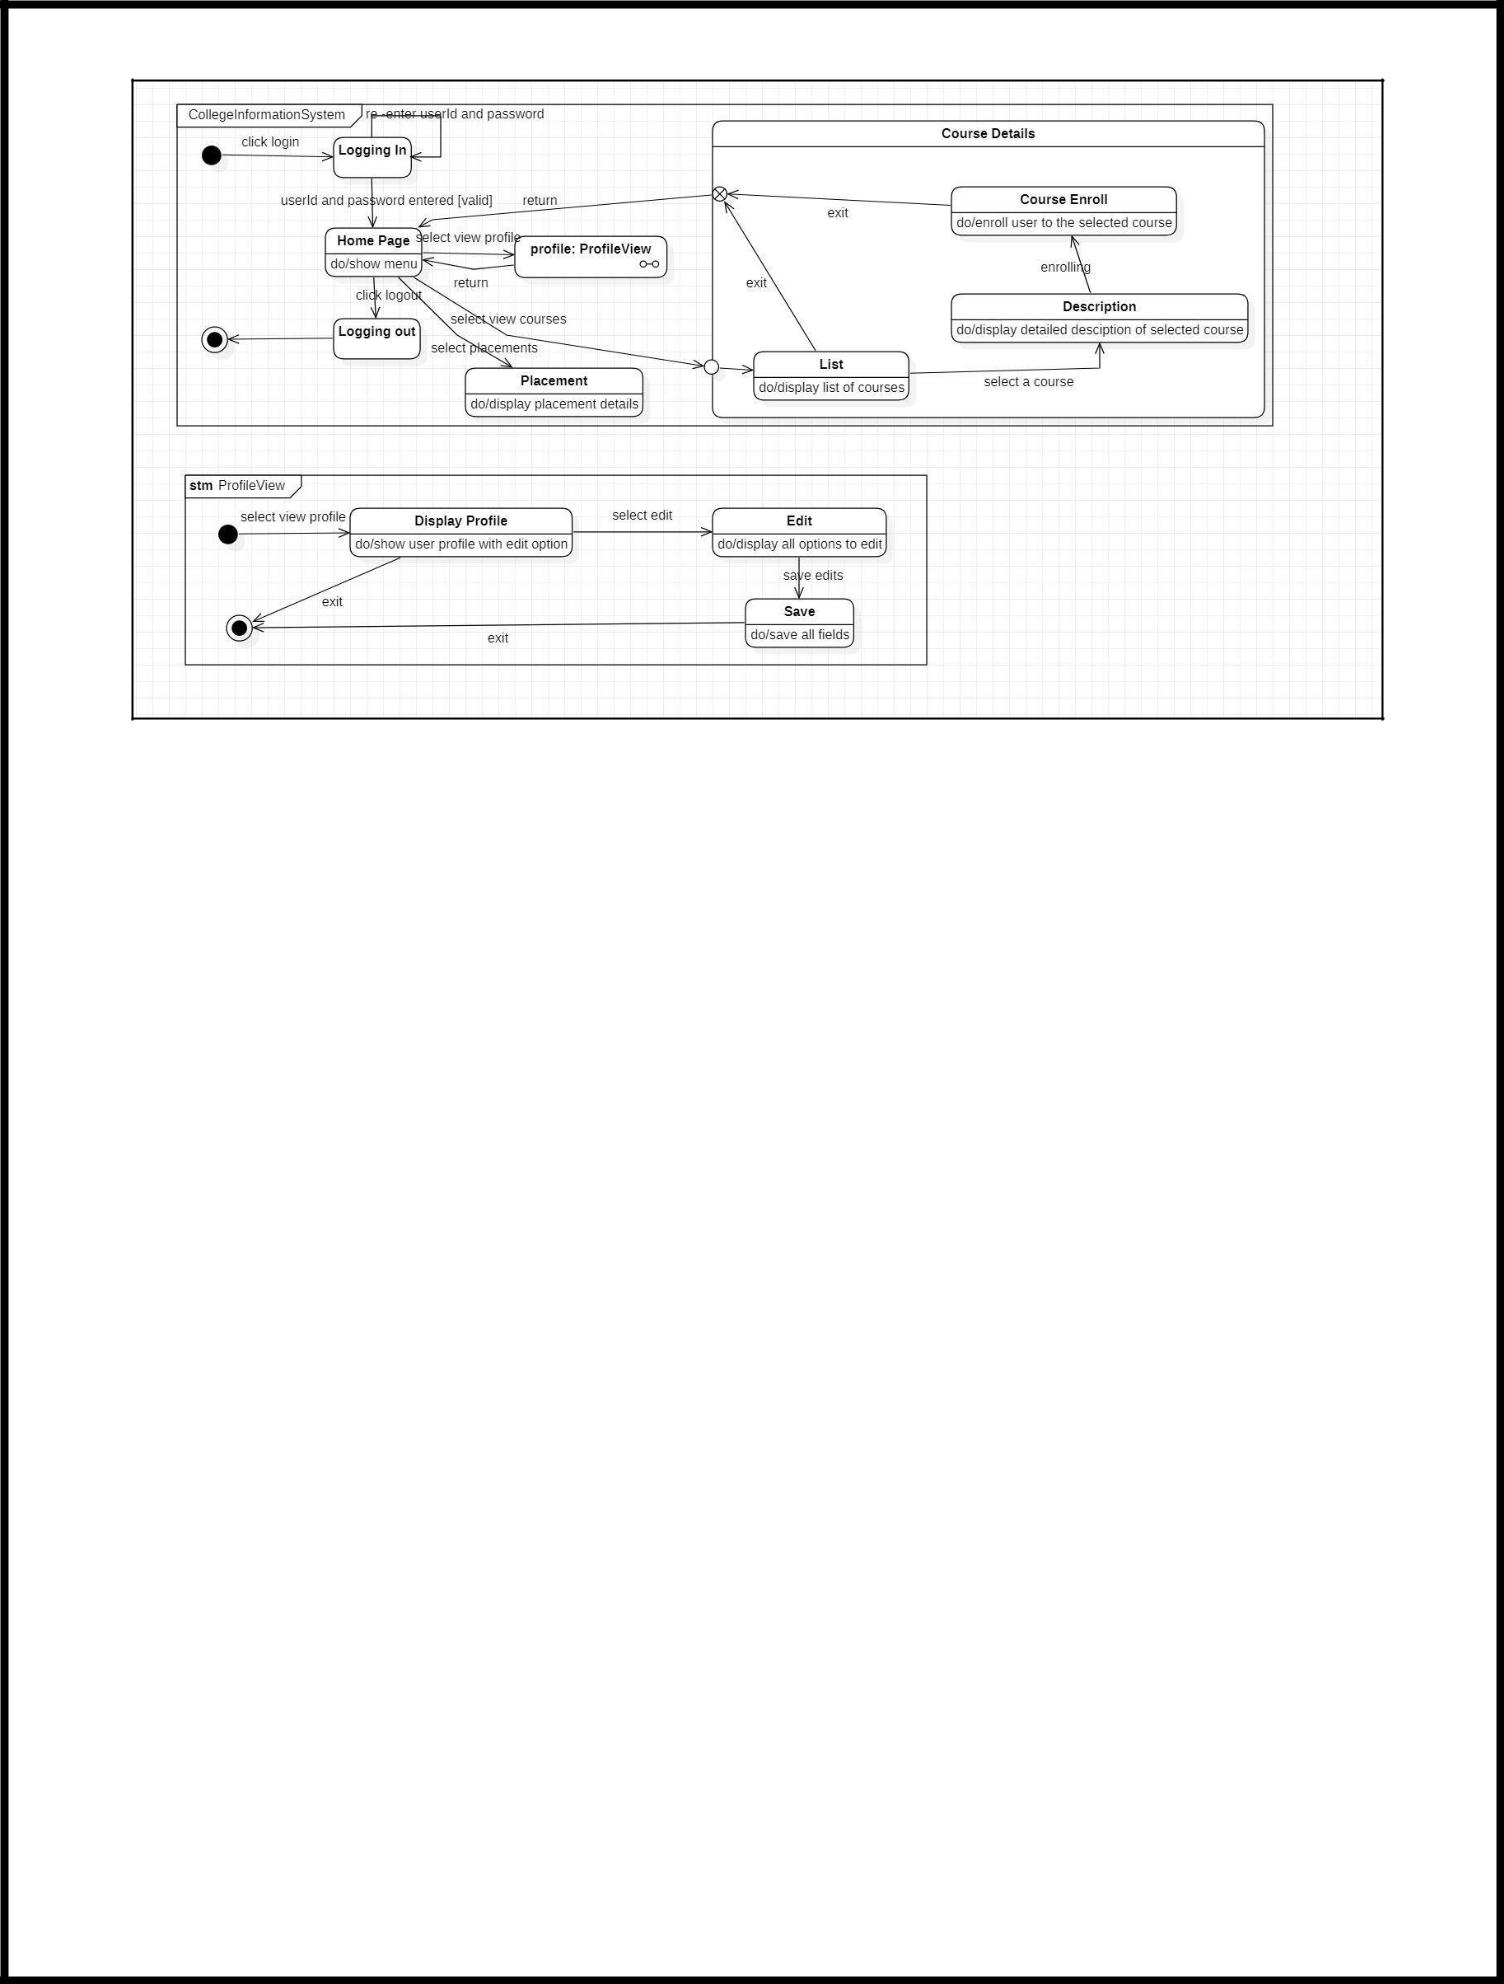 CollegeInformationSystem
re -enter userId and password
click login
Logging In
userId and password entered [valid]
return
Home Page
do/show menu
select view profile
profile: ProfileView
return
click logout
Logging out
select view courses
select placements
Placement
do/display placement details
Course Details
Course Enroll
do/enroll user to the selected course
exit
enrolling
exit
Description
do/display detailed desciption of selected course
List
do/display list of courses
select a course
stm ProfileView
select view profile
Display Profile
do/show user profile with edit option
select edit
Edit
do/display all options to edit
save edits
Save
do/save all fields
exit
exit